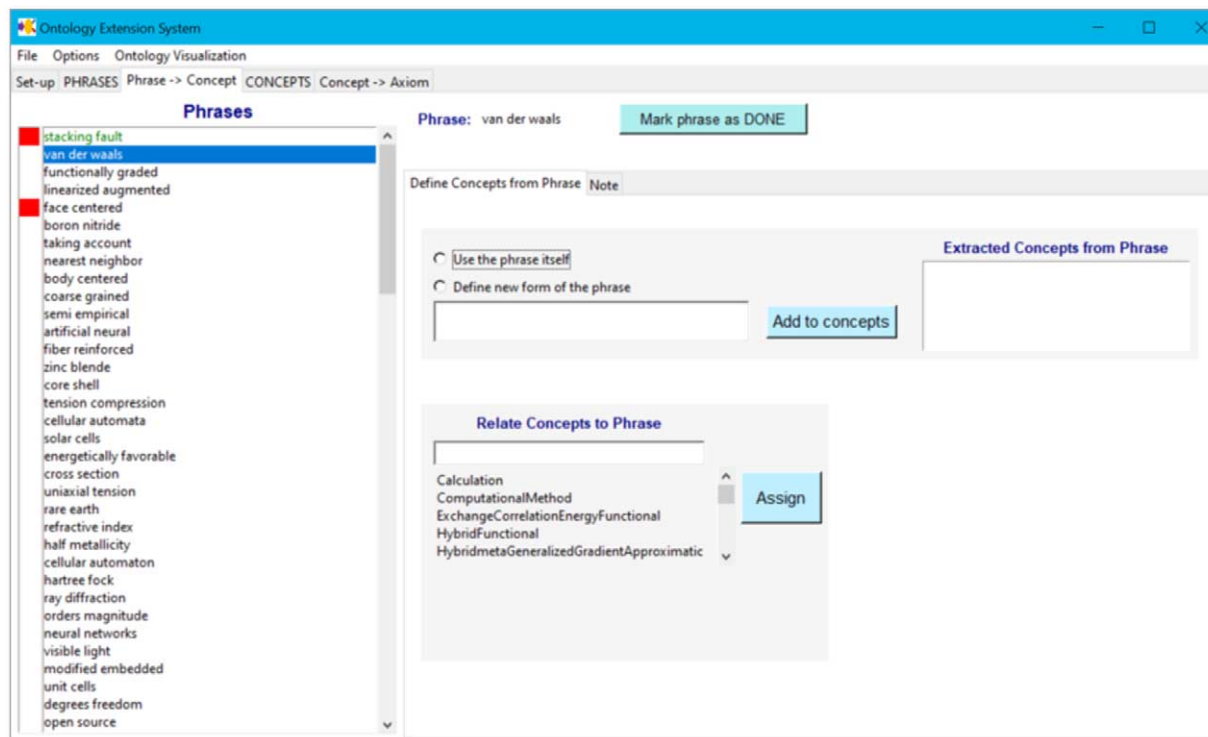 Ontology Extension System
File Options Ontology Visualization
Set-up PHRASES Phrase -> Concept CONCEPTS Concept -> Axiom
Phrases
stacking fault
van der waals
functionally graded
linearized augmented
face centered
boron nitride
taking account
nearest neighbor
body centered
coarse grained
semi empirical
artificial neural
fiber reinforced
zinc blende
core shell
tension compression
cellular automata
solar cells
energetically favorable
cross section
uniaxial tension
rare earth
refractive index
half metallicity
cellular automaton
hartree fock
ray diffraction
orders magnitude
neural networks
visible light
modified embedded
unit cells
degrees freedom
open source
Phrase: van der waals Mark phrase as DONE
Define Concepts from Phrase Note
Use the phrase itself
Define new form of the phrase
Add to concepts
Extracted Concepts from Phrase
Relate Concepts to Phrase
Calculation
ComputationalMethod
ExchangeCorrelationEnergyFunctional
HybridFunctional
HybridmetaGeneralizedGradientApproximatic
Assign